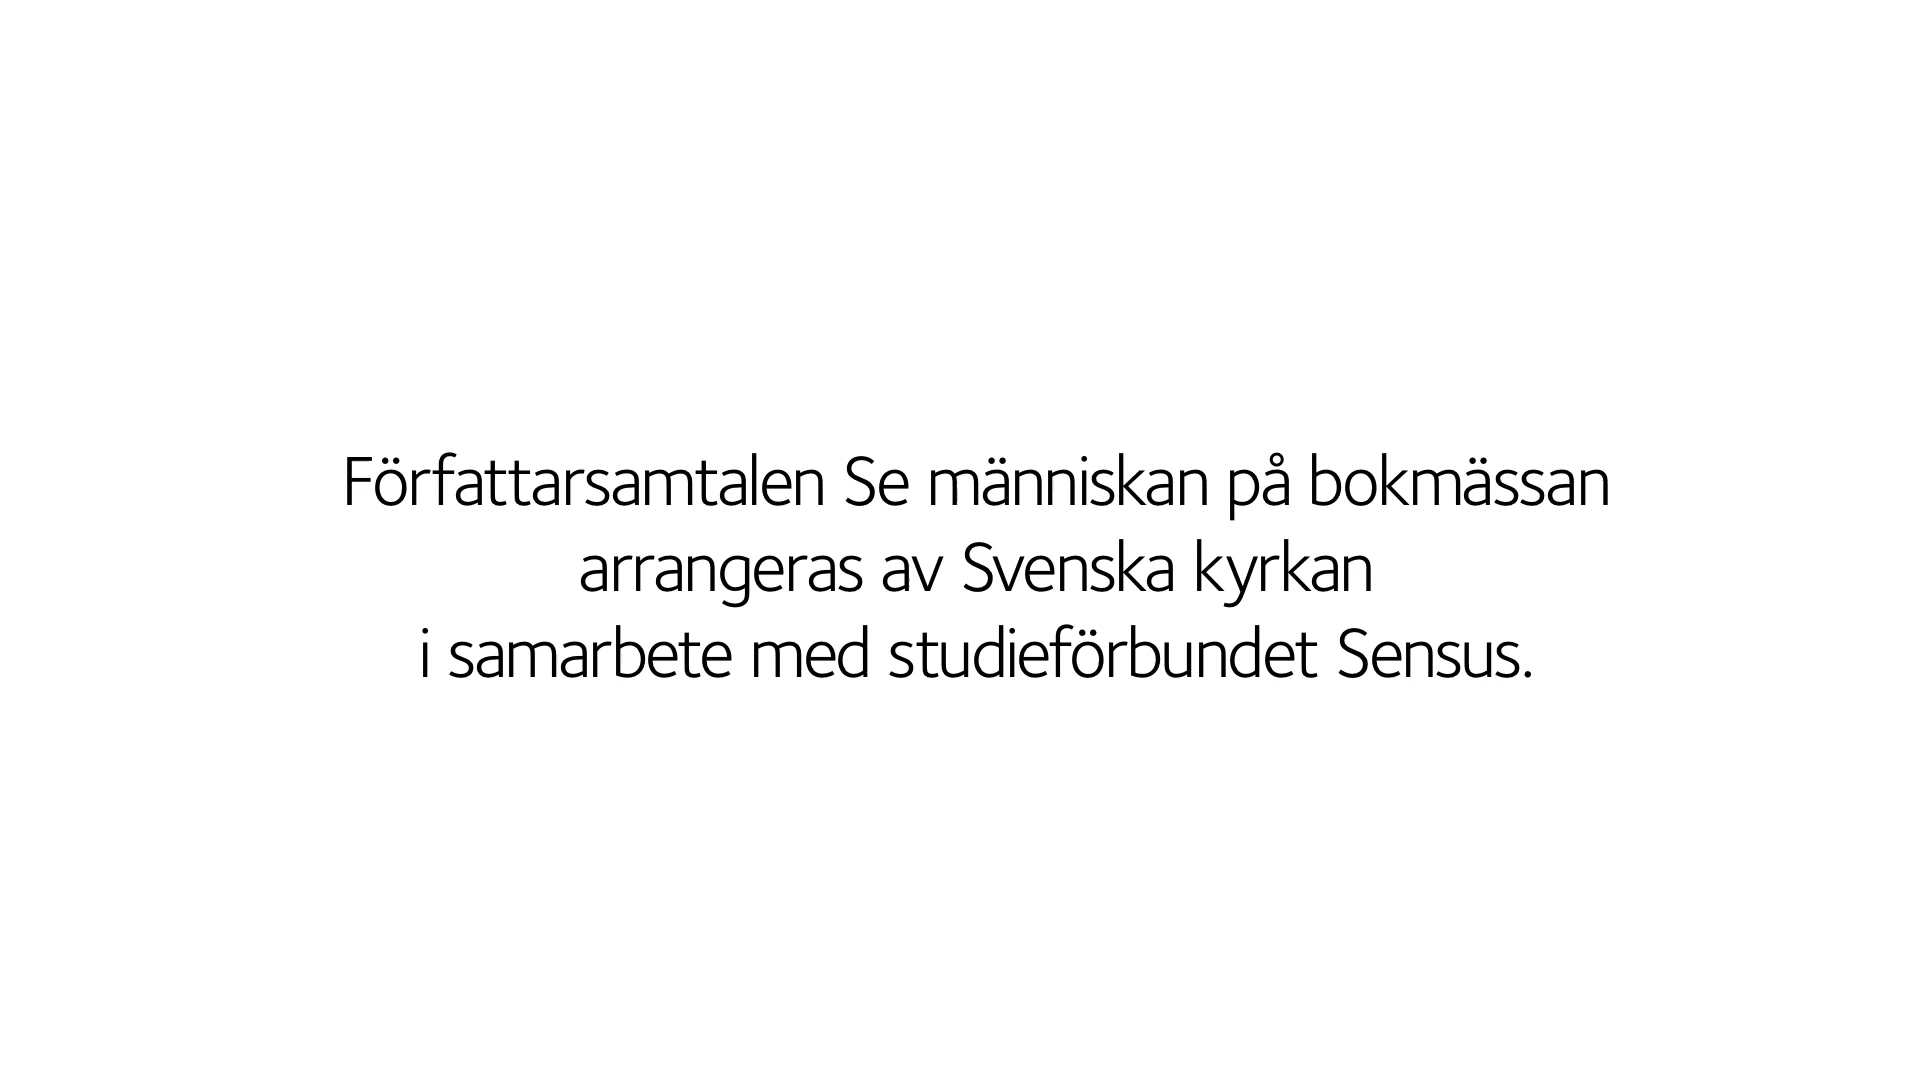 Författarsamtalen Se människan på bokmässan
arrangeras av Svenska kyrkan
i samarbete med studieförbundet Sensus.